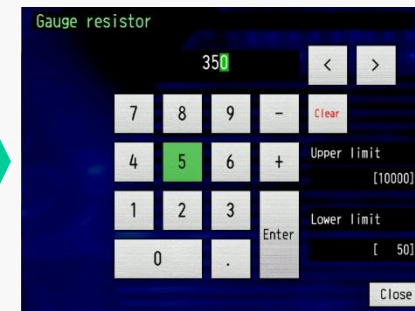 Gauge resistor
350
< >
7 8 9 - Clear
4 5 6 + Upper limit
[10000]
1 2 3 Enter Lower limit
0 . [ 50]
Close